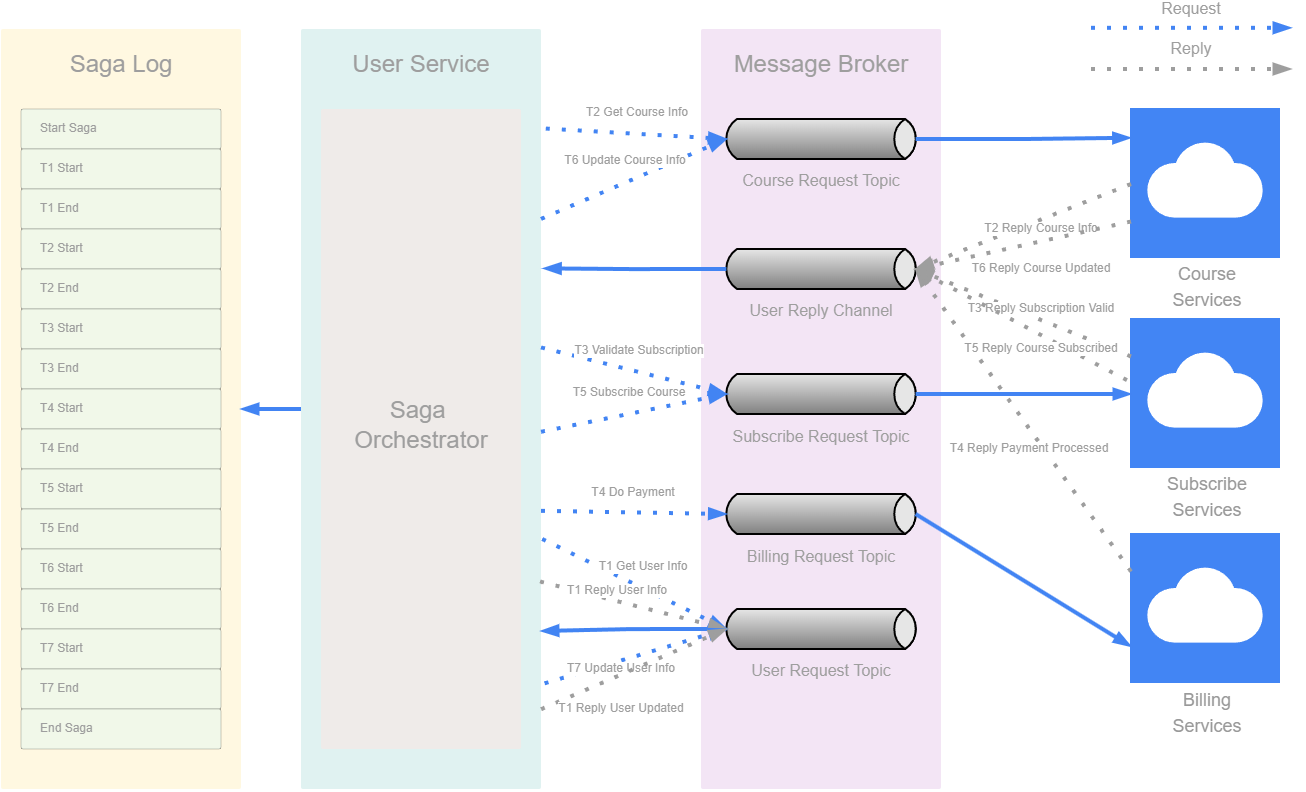 Request
Reply
Saga Log
User Service
Message Broker
Start Saga
T1 Start
T1 End
T2 Start
T2 End
T3 Start
T3 End
T4 Start
T4 End
T5 Start
T5 End
T6 Start
T6 End
T7 Start
T7 End
End Saga
Saga
Orchestrator
T2 Get Course Info
T6 Update Course Info
T3 Validate Subscription
T5 Subscribe Course
T4 Do Payment
T1 Get User Info
T1 Reply User Info
T7 Update User Info
T1 Reply User Updated
Course Request Topic
User Reply Channel
Subscribe Request Topic
Billing Request Topic
User Request Topic
T2 Reply Course Info
T6 Reply Course Updated
T3 Reply Subscription Valid
T5 Reply Course Subscribed
T4 Reply Payment Processed
Course
Services
Subscribe
Services
Billing
Services